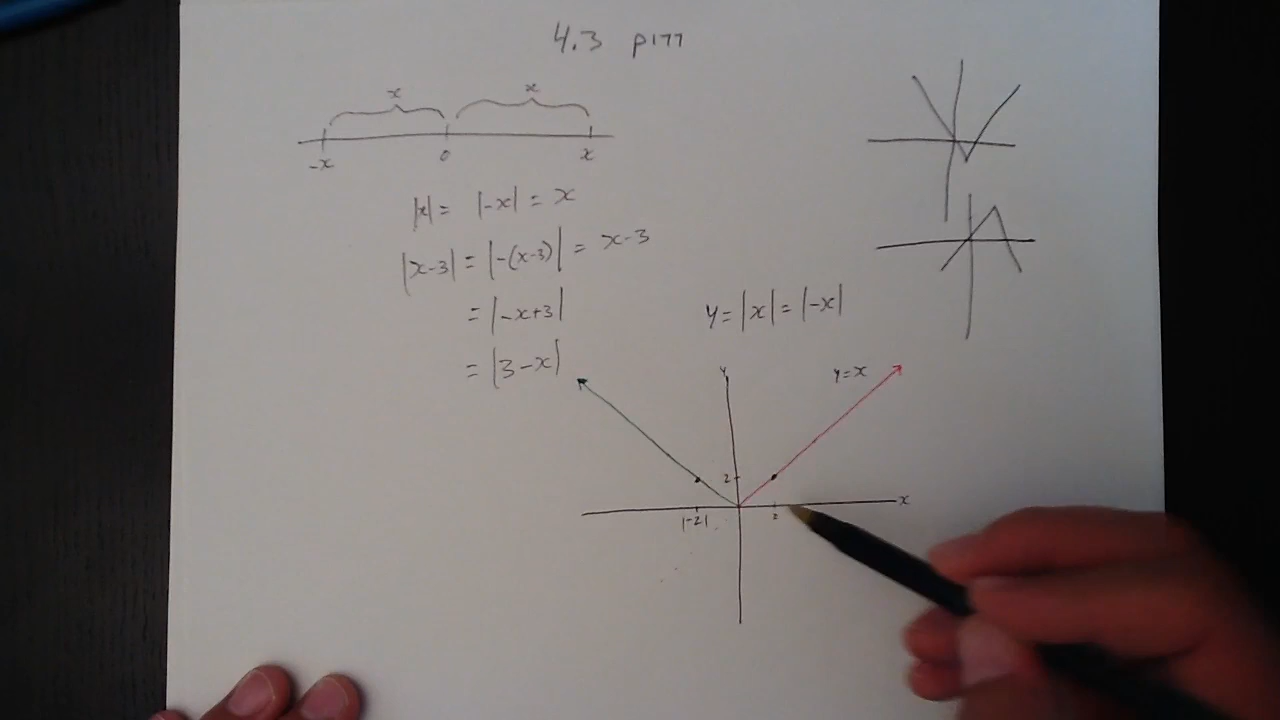 4.3 p177
x x
-x 0 x
|x| = |-x| = x
|x-3| = |-(x-3)| = x-3
= |-x+3|
= |3-x|
y = |x| = |-x|
y
y=x
2
x
|-2| 2